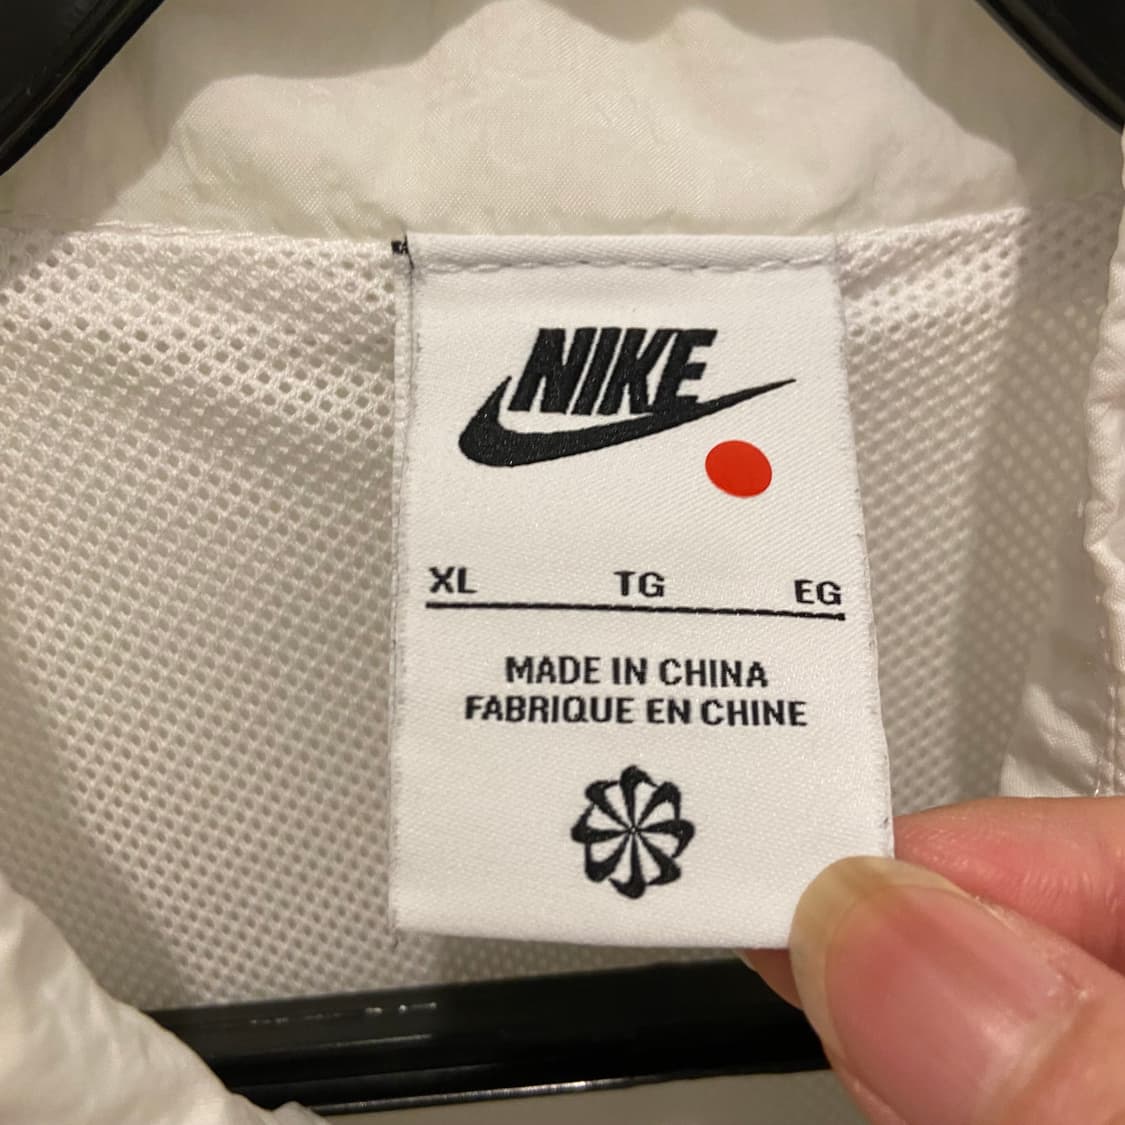 NIKE
XL TG EG
MADE IN CHINA
FABRIQUE EN CHINE